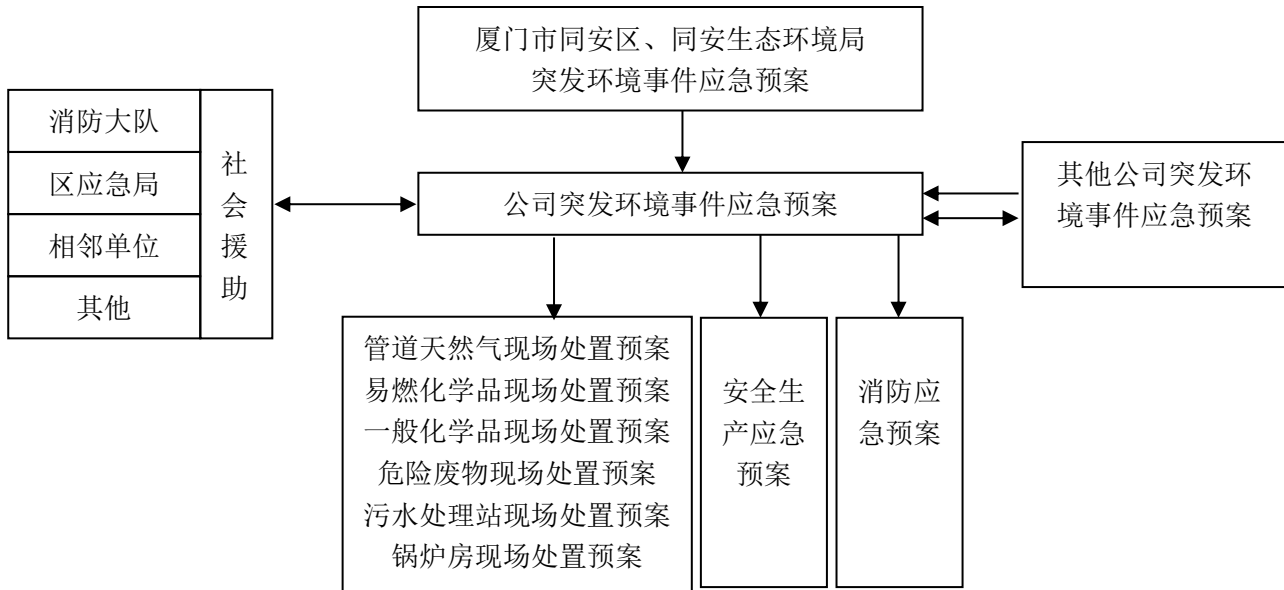 厦门市同安区、同安生态环境局
突发环境事件应急预案
消防大队
区应急局
相邻单位
其他
社
会
援
助
公司突发环境事件应急预案
其他公司突发环
境事件应急预案
管道天然气现场处置预案
易燃化学品现场处置预案
一般化学品现场处置预案
危险废物现场处置预案
污水处理站现场处置预案
锅炉房现场处置预案
安全生
产应急
预案
消防应
急预案